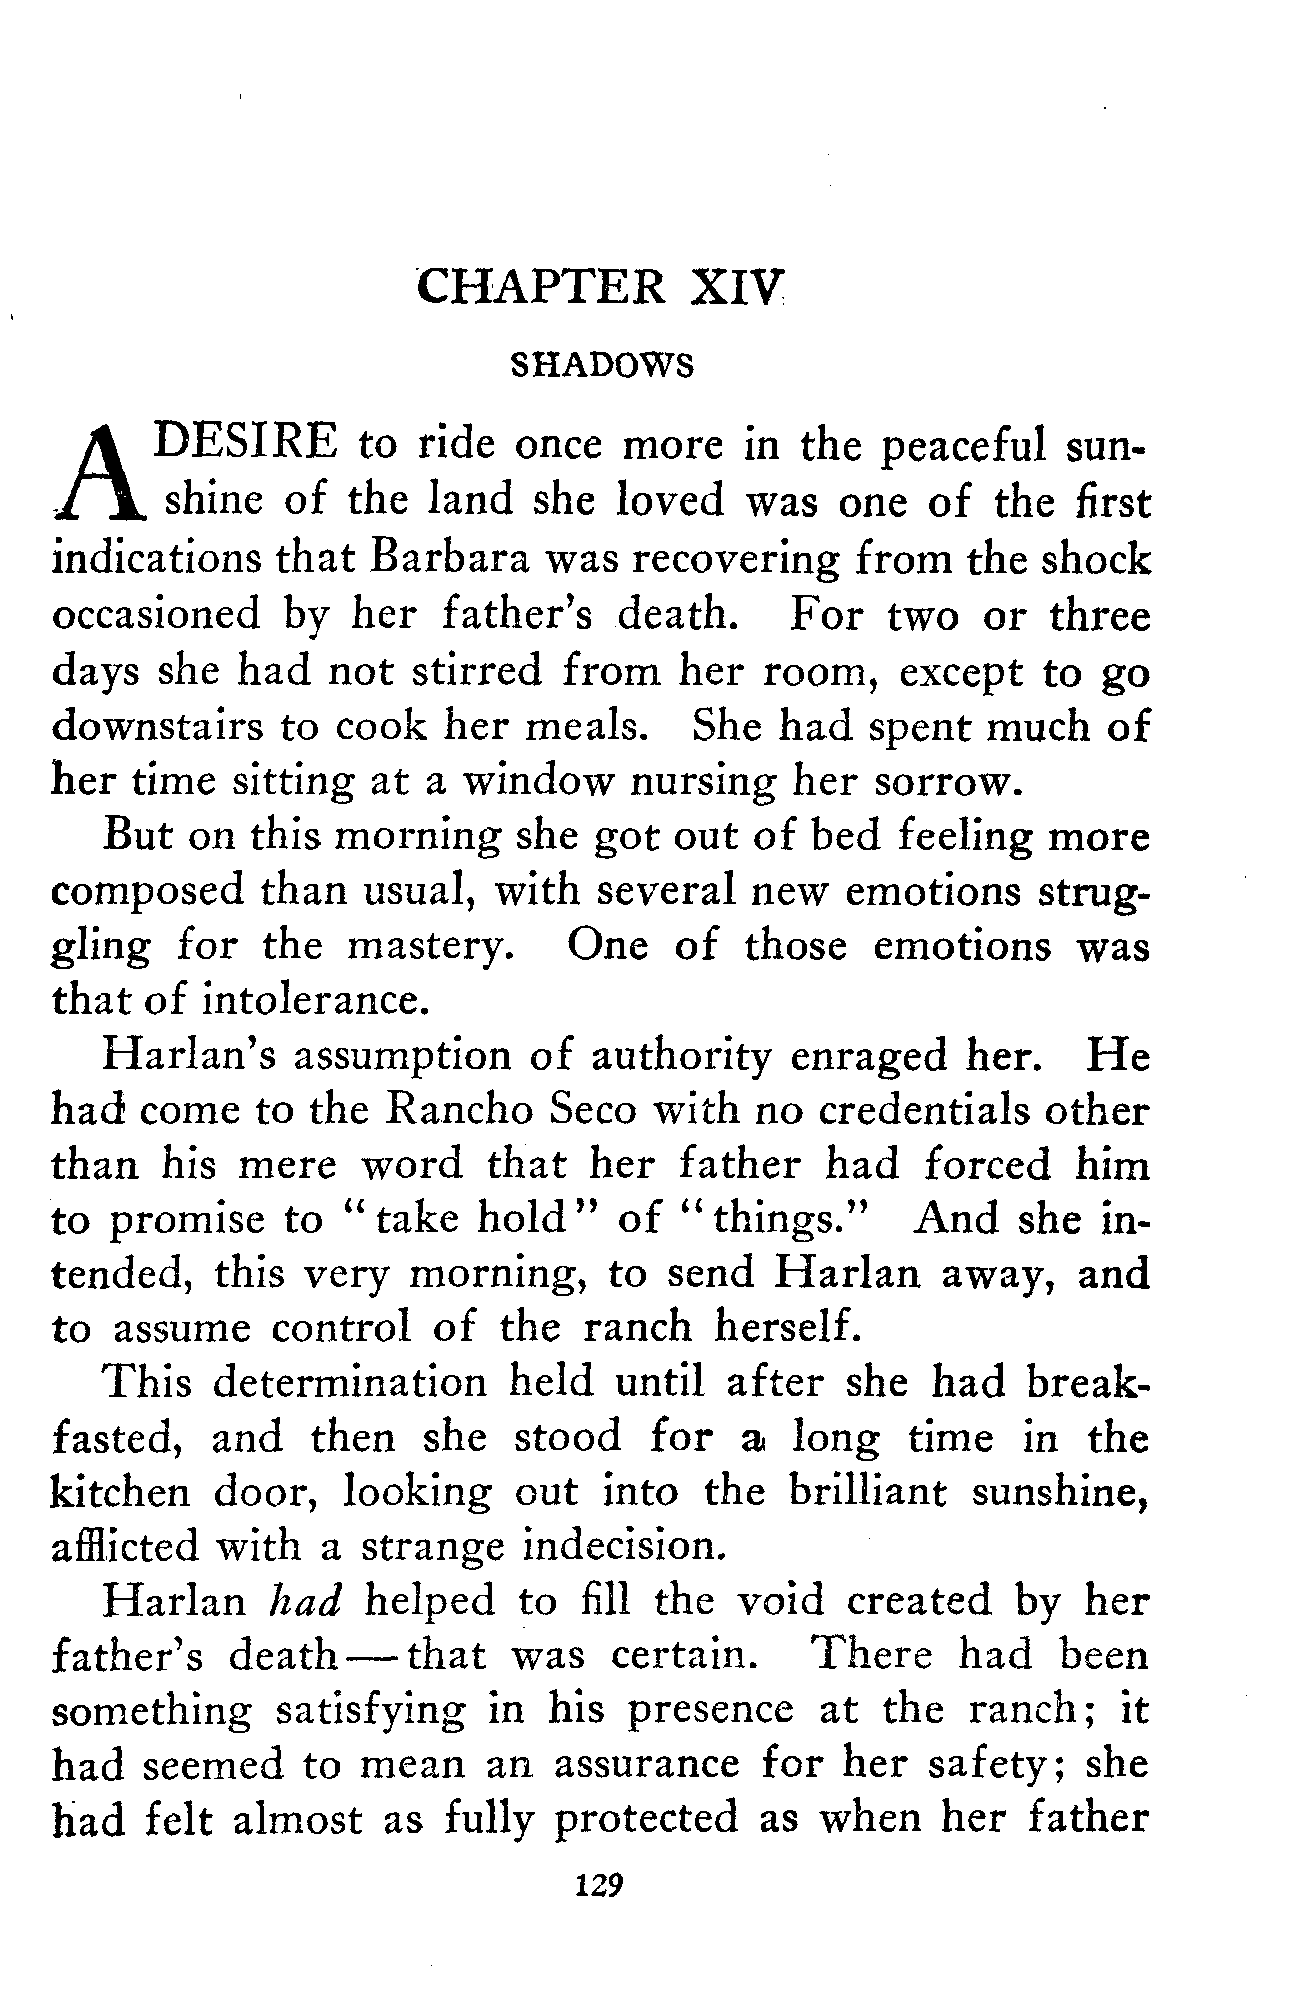 CHAPTER XIV
SHADOWS
A DESIRE to ride once more in the peaceful sun-
shine of the land she loved was one of the first
indications that Barbara was recovering from the shock
occasioned by her father's death. For two or three
days she had not stirred from her room, except to go
downstairs to cook her meals. She had spent much of
her time sitting at a window nursing her sorrow.
But on this morning she got out of bed feeling more
composed than usual, with several new emotions strug-
gling for the mastery. One of those emotions was
that of intolerance.
Harlan's assumption of authority enraged her. He
had come to the Rancho Seco with no credentials other
than his mere word that her father had forced him
to promise to "take hold" of "things." And she in-
tended, this very morning, to send Harlan away, and
to assume control of the ranch herself.
This determination held until after she had break-
fasted, and then she stood for a long time in the
kitchen door, looking out into the brilliant sunshine,
afflicted with a strange indecision.
Harlan had helped to fill the void created by her
father's death—that was certain. There had been
something satisfying in his presence at the ranch; it
had seemed to mean an assurance for her safety; she
had felt almost as fully protected as when her father
129